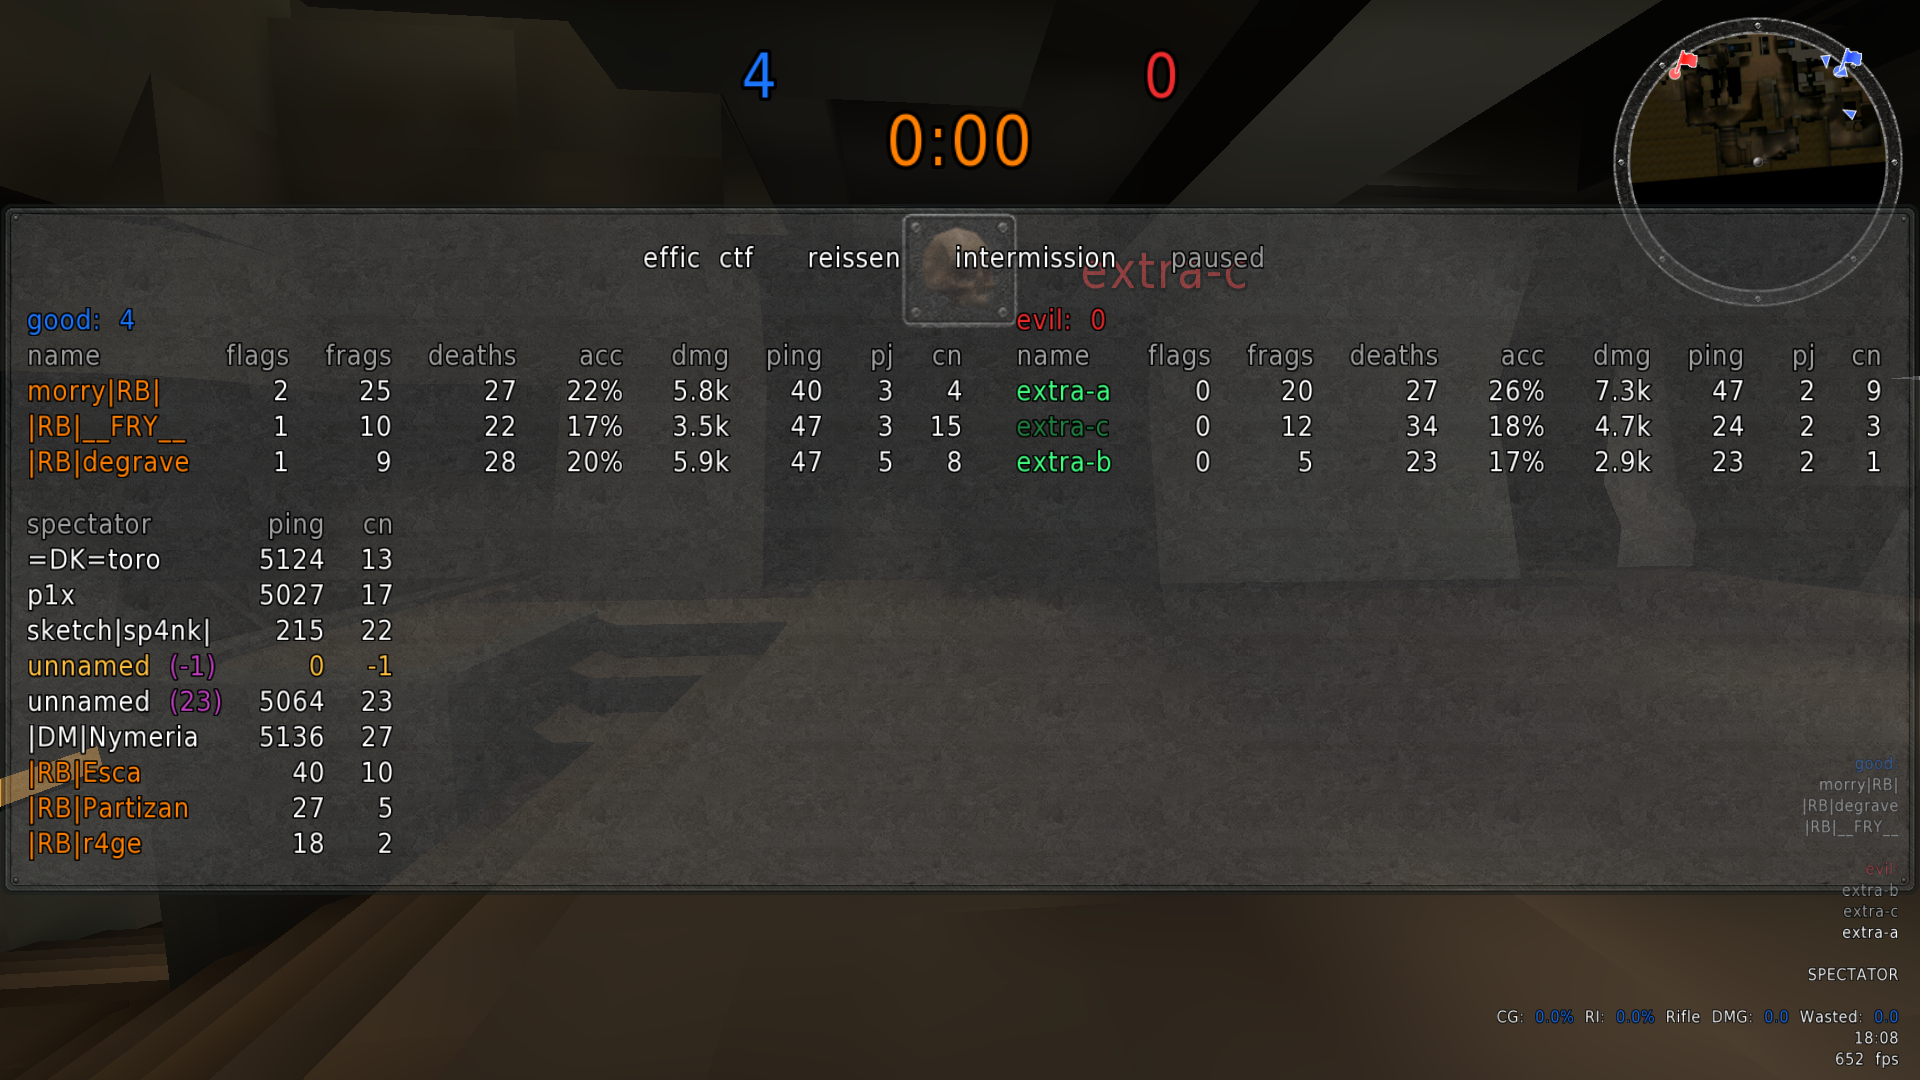 4 0
0:00
effic ctf reissen intermission paused
extra-c
good: 4 evil: 0
name flags frags deaths acc dmg ping pj cn name flags frags deaths acc dmg ping pj cn
morry|RB| 2 25 27 22% 5.8k 40 3 4 extra-a 0 20 27 26% 7.3k 47 2 9
|RB|__FRY__ 1 10 22 17% 3.5k 47 3 15 extra-c 0 12 34 18% 4.7k 24 2 3
|RB|degrave 1 9 28 20% 5.9k 47 5 8 extra-b 0 5 23 17% 2.9k 23 2 1
spectator ping cn
=DK=toro 5124 13
p1x 5027 17
sketch|sp4nk| 215 22
unnamed (-1) 0 -1
unnamed (23) 5064 23
|DM|Nymeria 5136 27
|RB|Esca 40 10
|RB|Partizan 27 5
|RB|r4ge 18 2
good
morry|RB|
|RB|degrave
|RB|__FRY__
evil
extra-b
extra-c
extra-a
SPECTATOR
CG: 0.0% RI: 0.0% Rifle DMG: 0.0 Wasted: 0.0
18:08
652 fps